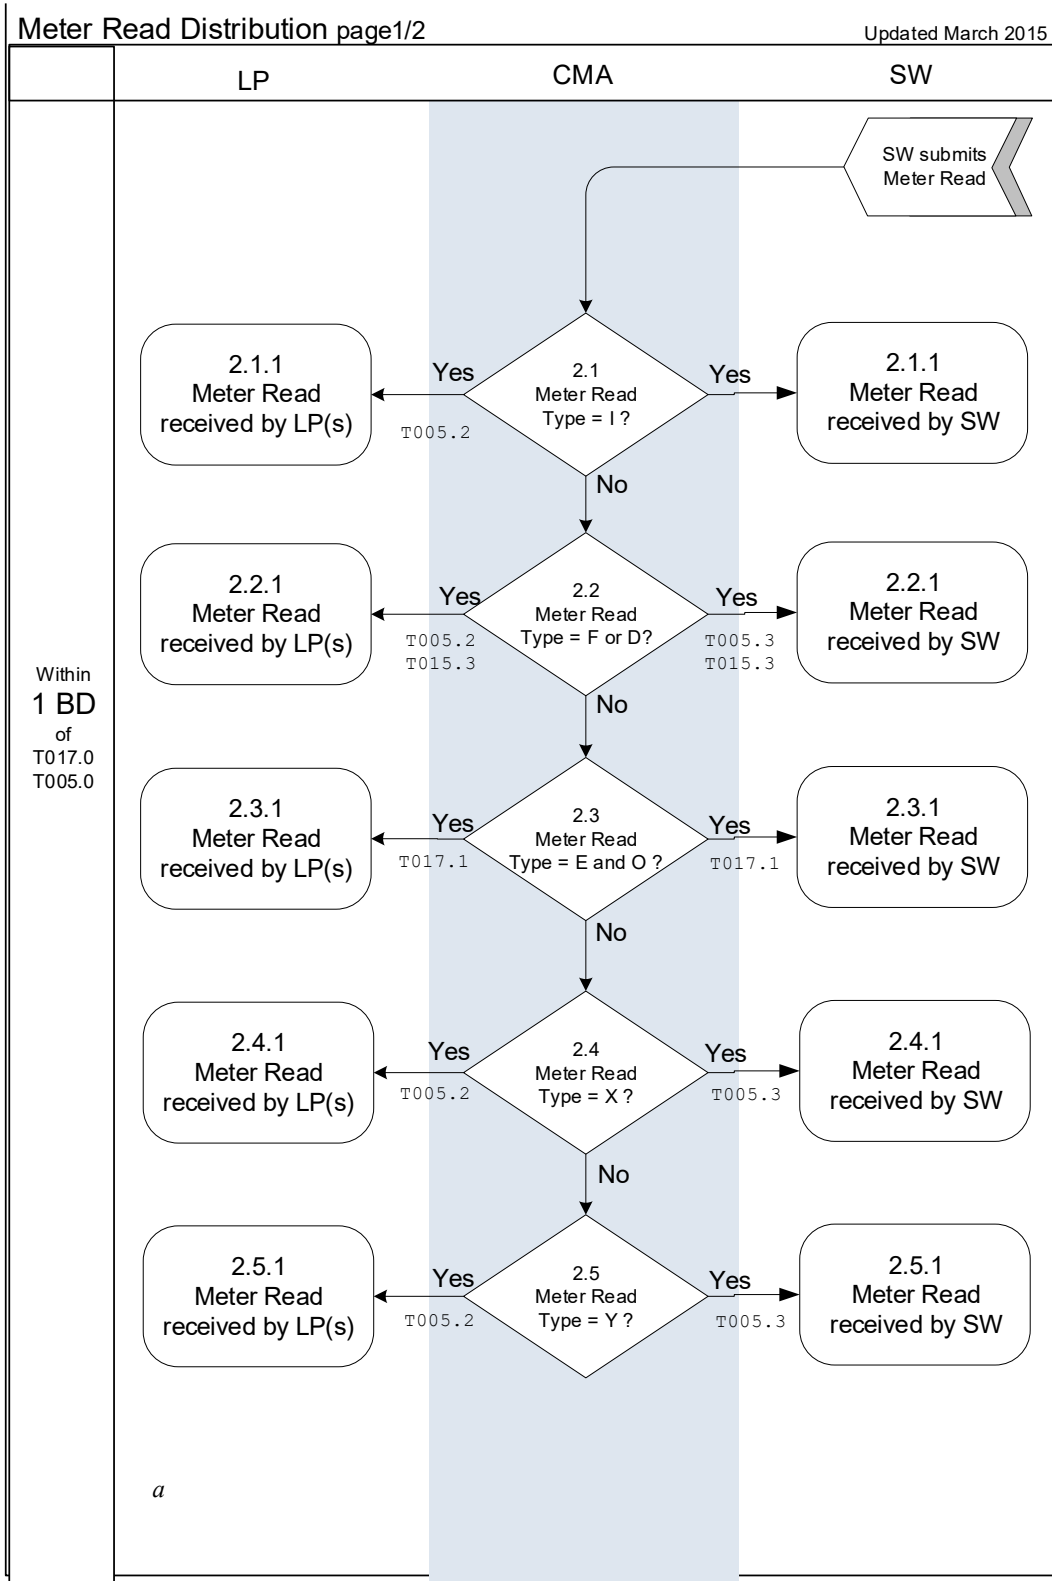 Meter Read Distribution page1/2
Updated March 2015
LP
CMA
SW
SW submits
Meter Read
2.1.1
Meter Read
received by LP(s)
Yes
T005.2
2.1
Meter Read
Type = I ?
Yes
2.1.1
Meter Read
received by SW
No
2.2.1
Meter Read
received by LP(s)
Yes
T005.2
T015.3
2.2
Meter Read
Type = F or D?
Yes
T005.3
T015.3
2.2.1
Meter Read
received by SW
No
Within
1 BD
of
T017.0
T005.0
2.3.1
Meter Read
received by LP(s)
Yes
T017.1
2.3
Meter Read
Type = E and O ?
Yes
T017.1
2.3.1
Meter Read
received by SW
No
2.4.1
Meter Read
received by LP(s)
Yes
T005.2
2.4
Meter Read
Type = X ?
Yes
T005.3
2.4.1
Meter Read
received by SW
No
2.5.1
Meter Read
received by LP(s)
Yes
T005.2
2.5
Meter Read
Type = Y ?
Yes
T005.3
2.5.1
Meter Read
received by SW
a